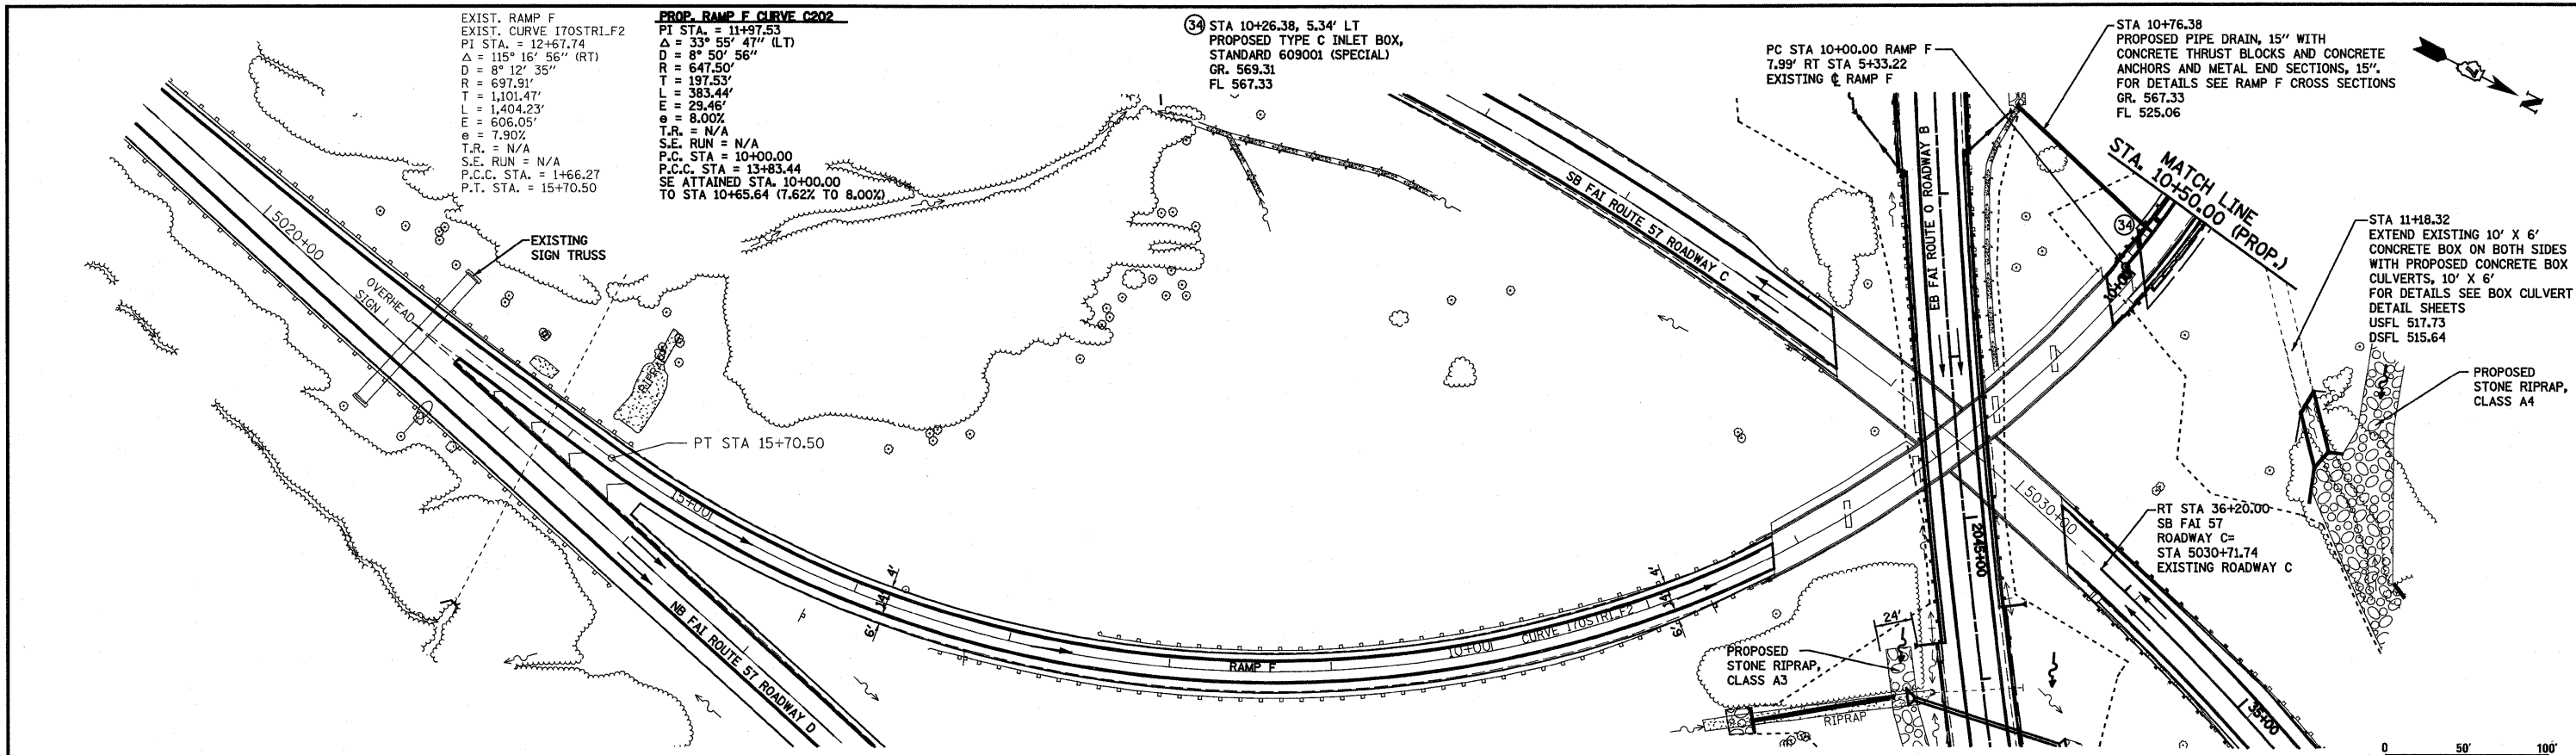 EXIST. RAMP F
EXIST. CURVE I70STRI_F2
PI STA. = 12+67.74
Δ = 115° 16' 56" (RT)
D = 8° 12' 35"
R = 697.91'
T = 1,101.47'
L = 1,404.23'
E = 606.05'
e = 7.90%
T.R. = N/A
S.E. RUN = N/A
P.C.C. STA. = 1+66.27
P.T. STA. = 15+70.50
PROP. RAMP F CURVE C202
PI STA. = 11+97.53
Δ = 33° 55' 47" (LT)
D = 8° 50' 56"
R = 647.50'
T = 197.53'
L = 383.44'
E = 29.46'
e = 8.00%
T.R. = N/A
S.E. RUN = N/A
P.C. STA = 10+00.00
P.C.C. STA = 13+83.44
SE ATTAINED STA. 10+00.00
TO STA 10+65.64 (7.62% TO 8.00%)
34 STA 10+26.38, 5.34' LT
PROPOSED TYPE C INLET BOX,
STANDARD 609001 (SPECIAL)
GR. 569.31
FL 567.33
PC STA 10+00.00 RAMP F
7.99' RT STA 5+33.22
EXISTING ℄ RAMP F
STA 10+76.38
PROPOSED PIPE DRAIN, 15" WITH
CONCRETE THRUST BLOCKS AND CONCRETE
ANCHORS AND METAL END SECTIONS, 15".
FOR DETAILS SEE RAMP F CROSS SECTIONS
GR. 567.33
FL 525.06
N
MATCH LINE
STA. 10+50.00 (PROP.)
34
10+00
STA 11+18.32
EXTEND EXISTING 10' X 6'
CONCRETE BOX ON BOTH SIDES
WITH PROPOSED CONCRETE BOX
CULVERTS, 10' X 6'
FOR DETAILS SEE BOX CULVERT
DETAIL SHEETS
USFL 517.73
DSFL 515.64
PROPOSED
STONE RIPRAP,
CLASS A4
5020+00
EXISTING
SIGN TRUSS
OVERHEAD
SIGN
RIPRAP
PT STA 15+70.50
SB FAI ROUTE 57 ROADWAY C
EB FAI ROUTE O ROADWAY B
15+00
5030+00
RT STA 36+20.00
SB FAI 57
ROADWAY C=
STA 5030+71.74
EXISTING ROADWAY C
2045+00
4'
14'
6'
4'
14'
6'
NB FAI ROUTE 57 ROADWAY D
RAMP F
10+00
CURVE I70STRI_F2
24'
PROPOSED
STONE RIPRAP,
CLASS A3
RIPRAP
35+00
0 50' 100'